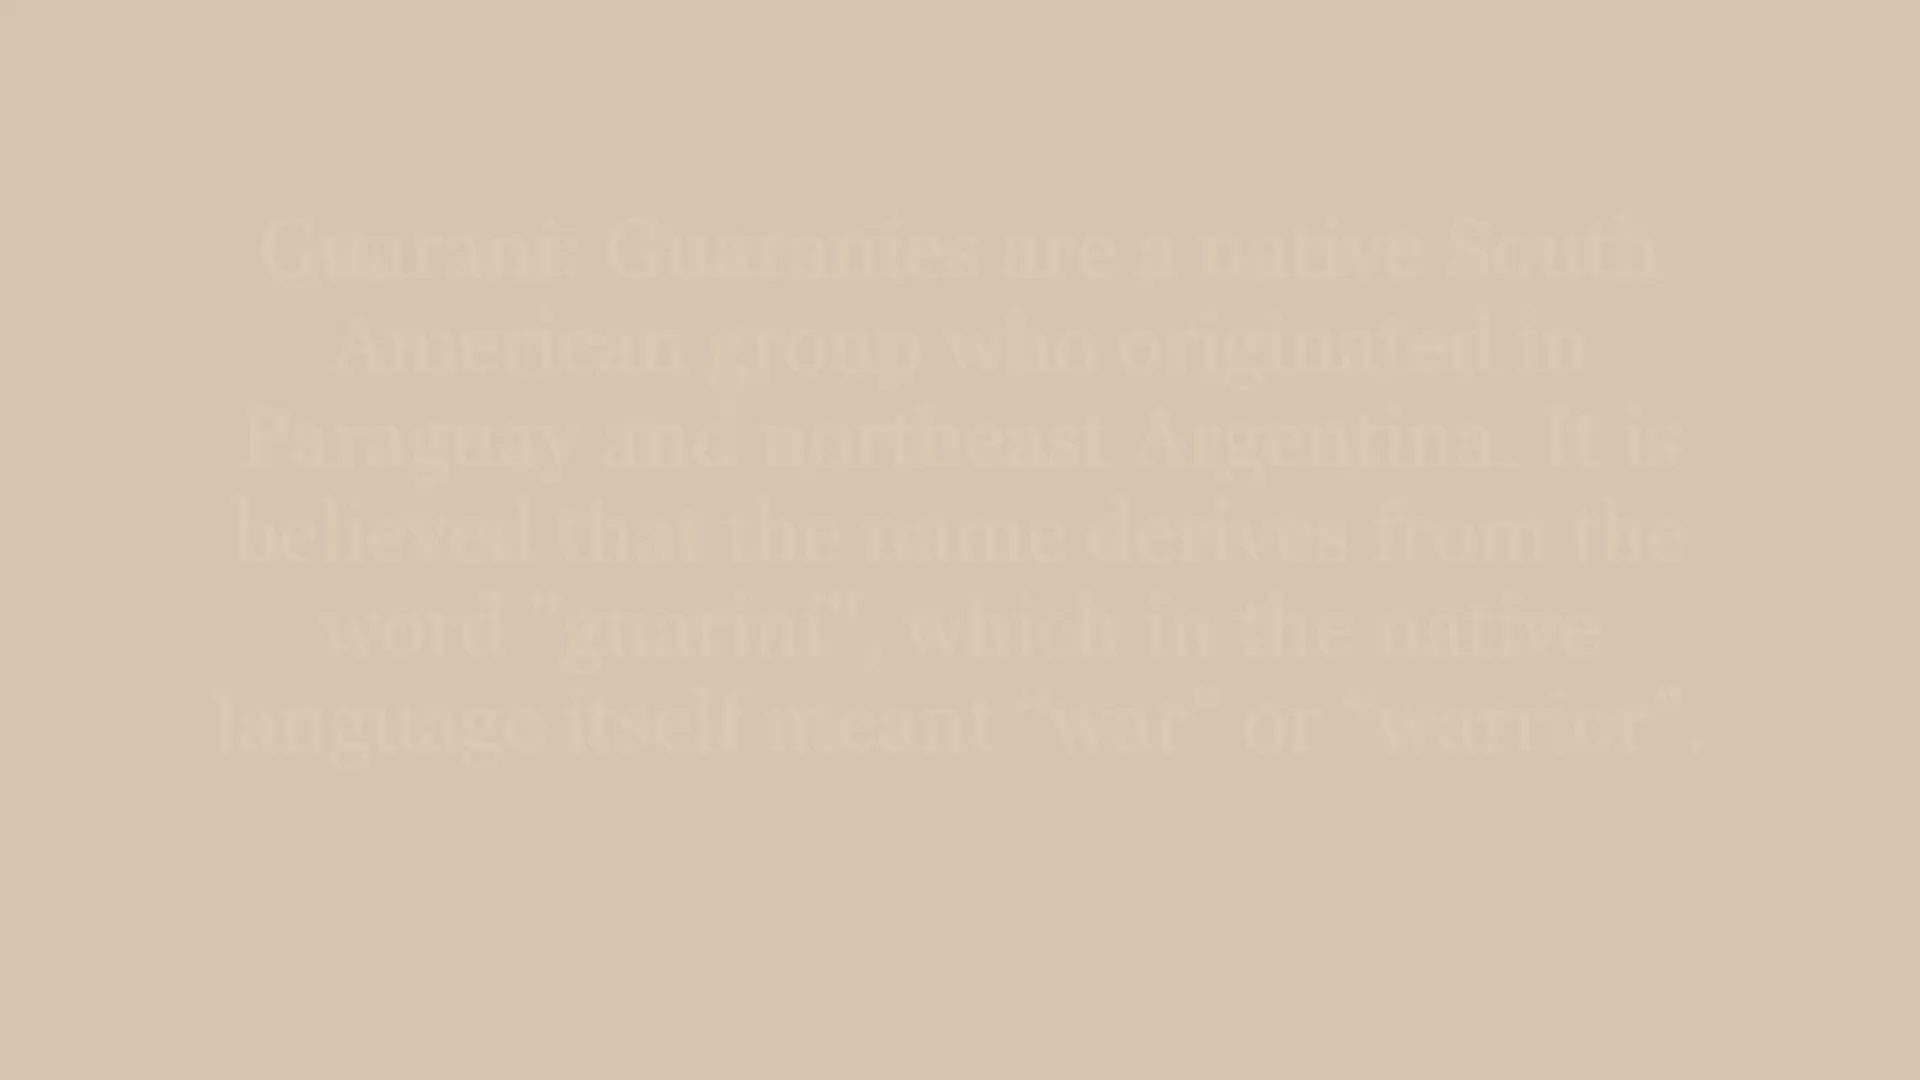 Guaraní: Guaraníes are a native South
American group who originated in
Paraguay and northeast Argentina. It is
believed that the name derives from the
word "guariní", which in the native
language itself meant "war" or "warrior".